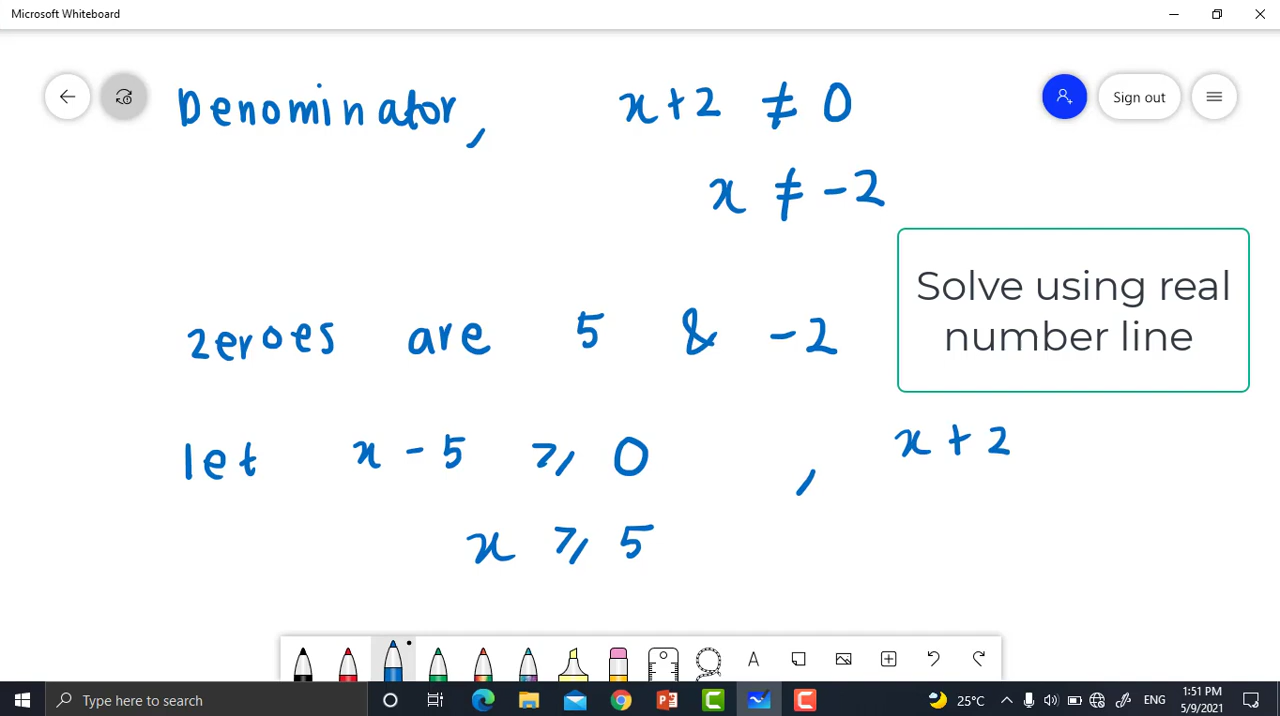 Microsoft Whiteboard
Sign out
Denominator, x+2 ≠ 0
x ≠ -2
Solve using real
number line
zeroes are 5 & -2
let x - 5 ⩾ 0 , x + 2
x ⩾ 5
A
Type here to search
25°C
ENG
1:51 PM
5/9/2021